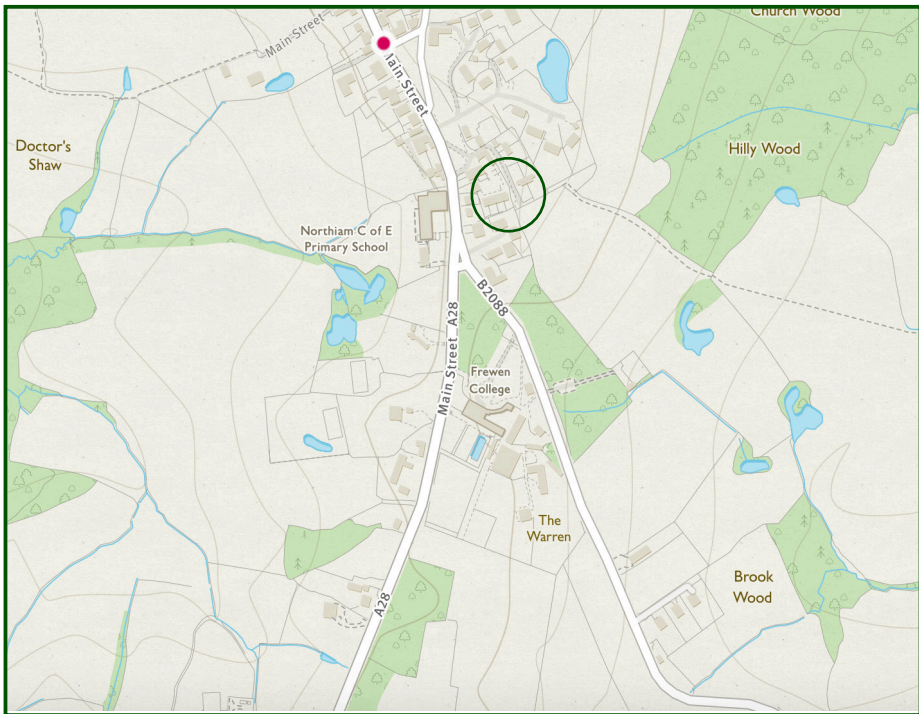 Church Wood
Main Street
Main Street
Doctor's
Shaw
Hilly Wood
Northiam C of E
Primary School
B2088
Main Street A28
Frewen
College
The
Warren
Brook
Wood
A28